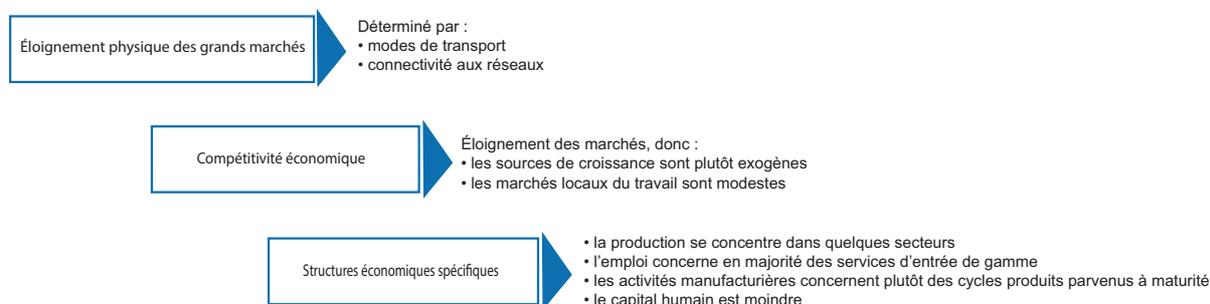 Éloignement physique des grands marchés
Déterminé par :
• modes de transport
• connectivité aux réseaux
Compétitivité économique
Éloignement des marchés, donc :
• les sources de croissance sont plutôt exogènes
• les marchés locaux du travail sont modestes
Structures économiques spécifiques
• la production se concentre dans quelques secteurs
• l'emploi concerne en majorité des services d'entrée de gamme
• les activités manufacturières concernent plutôt des cycles produits parvenus à maturité
• le capital humain est moindre